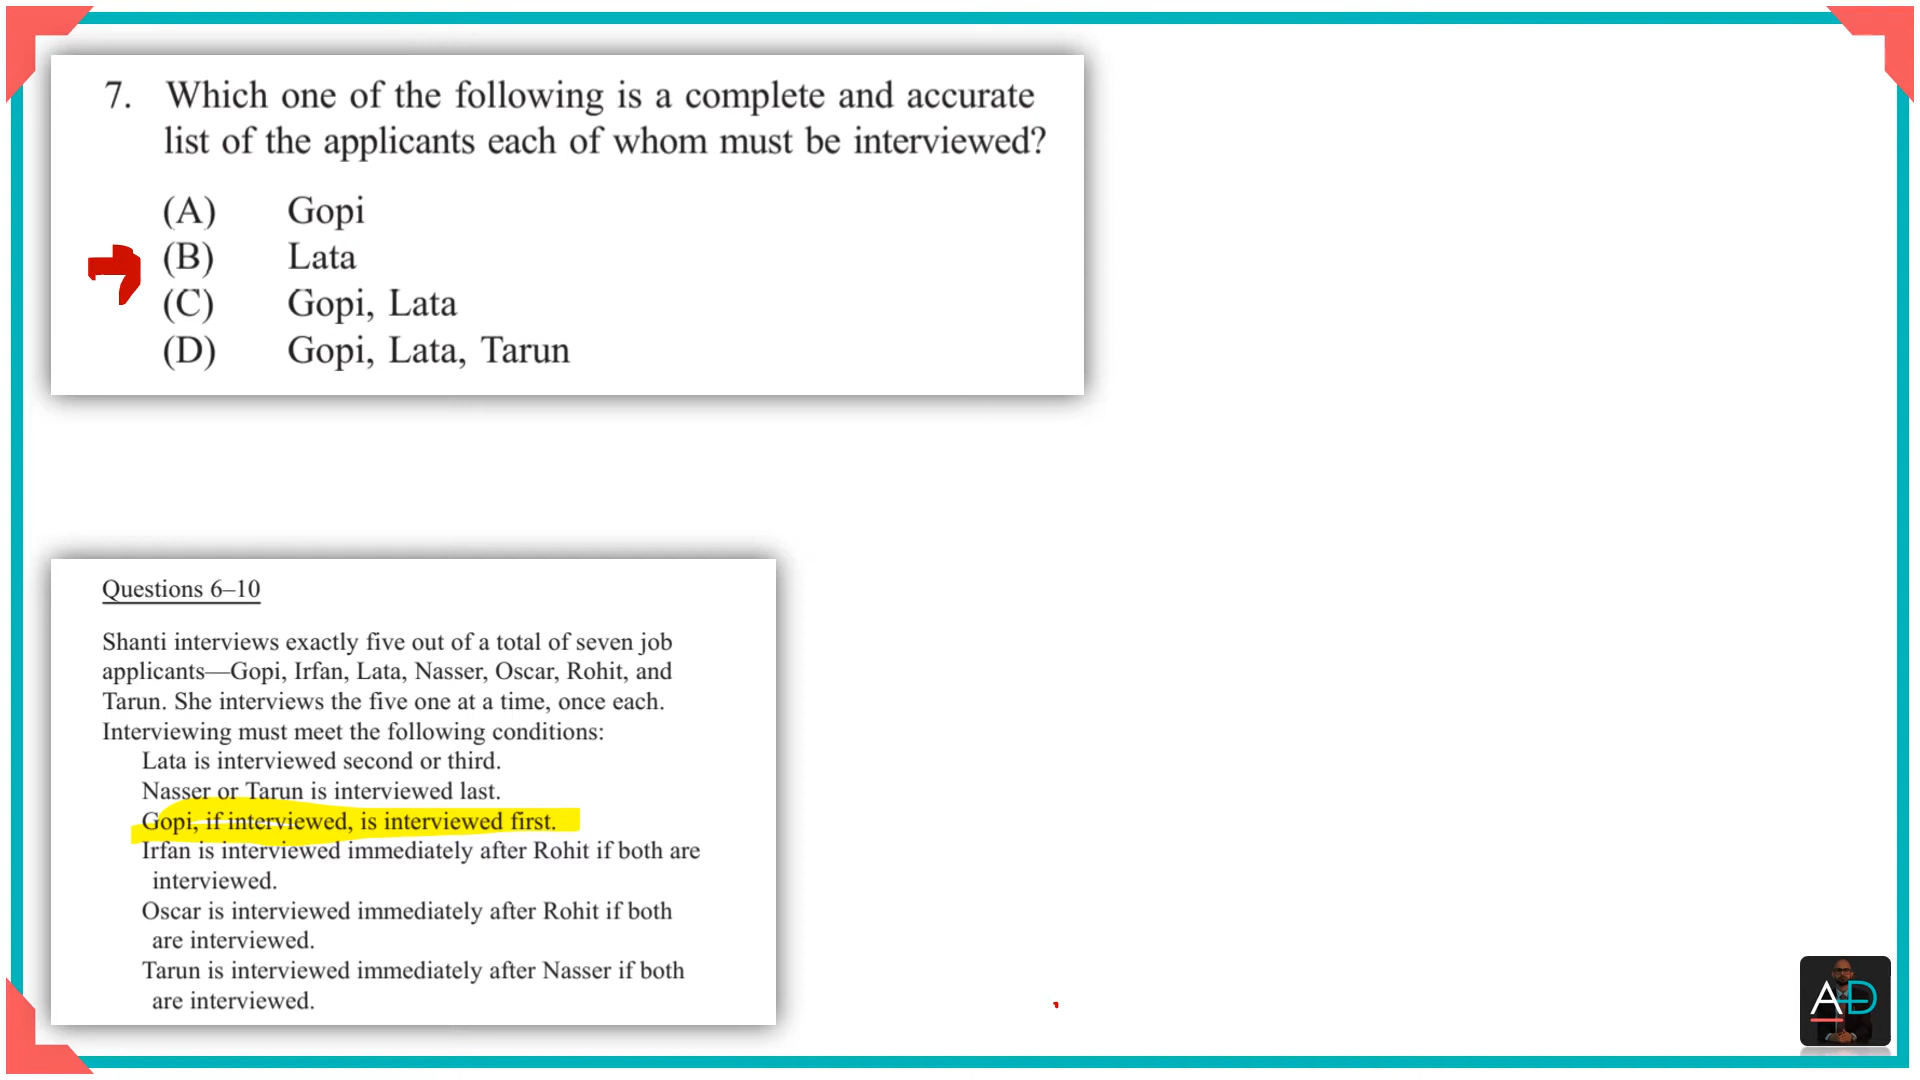 7. Which one of the following is a complete and accurate
list of the applicants each of whom must be interviewed?
(A) Gopi
(B) Lata
(C) Gopi, Lata
(D) Gopi, Lata, Tarun
Questions 6–10
Shanti interviews exactly five out of a total of seven job
applicants—Gopi, Irfan, Lata, Nasser, Oscar, Rohit, and
Tarun. She interviews the five one at a time, once each.
Interviewing must meet the following conditions:
Lata is interviewed second or third.
Nasser or Tarun is interviewed last.
Gopi, if interviewed, is interviewed first.
Irfan is interviewed immediately after Rohit if both are
interviewed.
Oscar is interviewed immediately after Rohit if both
are interviewed.
Tarun is interviewed immediately after Nasser if both
are interviewed.
AD